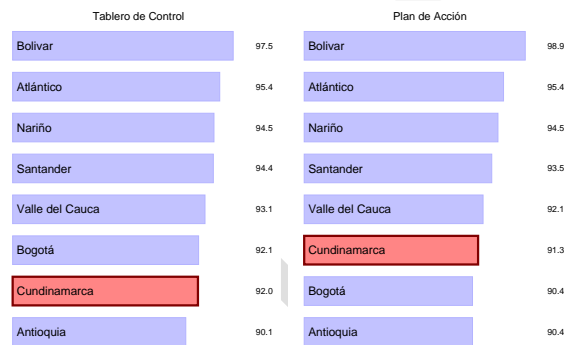 Tablero de Control
Bolivar 97.5
Atlántico 95.4
Nariño 94.5
Santander 94.4
Valle del Cauca 93.1
Bogotá 92.1
Cundinamarca 92.0
Antioquia 90.1
Plan de Acción
Bolivar 98.9
Atlántico 95.4
Nariño 94.5
Santander 93.5
Valle del Cauca 92.1
Cundinamarca 91.3
Bogotá 90.4
Antioquia 90.4